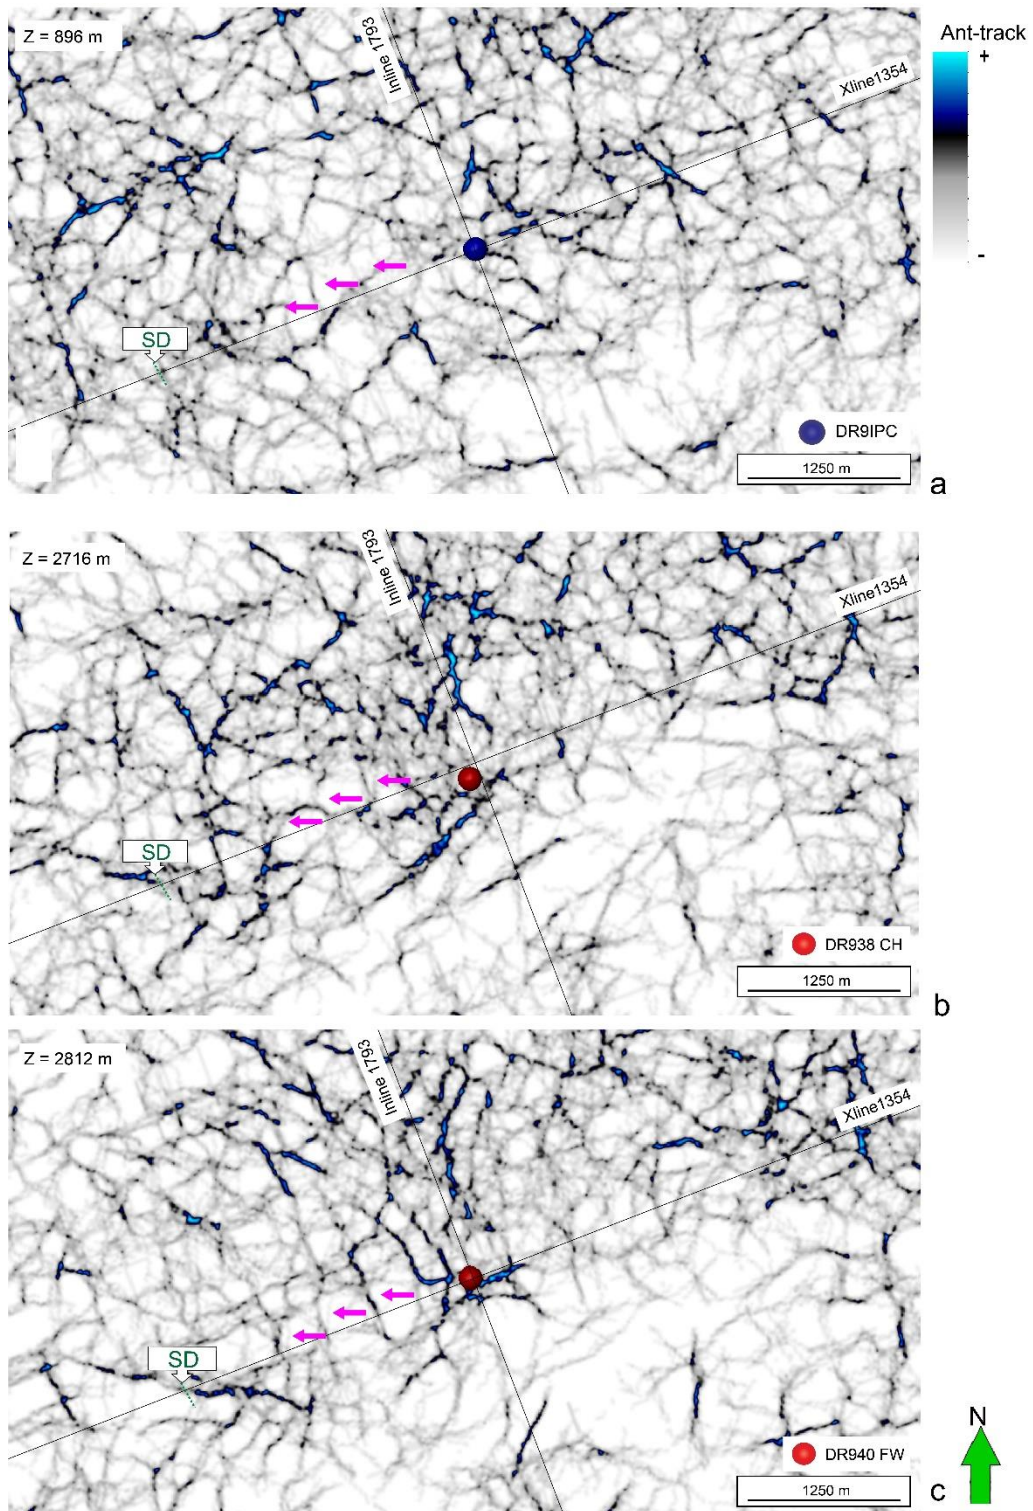 Z = 896 m
Inline 1793
Xline1354
Ant-track
+
-
SD
DR9IPC
1250 m
a
Z = 2716 m
Inline 1793
Xline1354
SD
DR938 CH
1250 m
b
Z = 2812 m
Inline 1793
Xline1354
SD
DR940 FW
1250 m
c
N